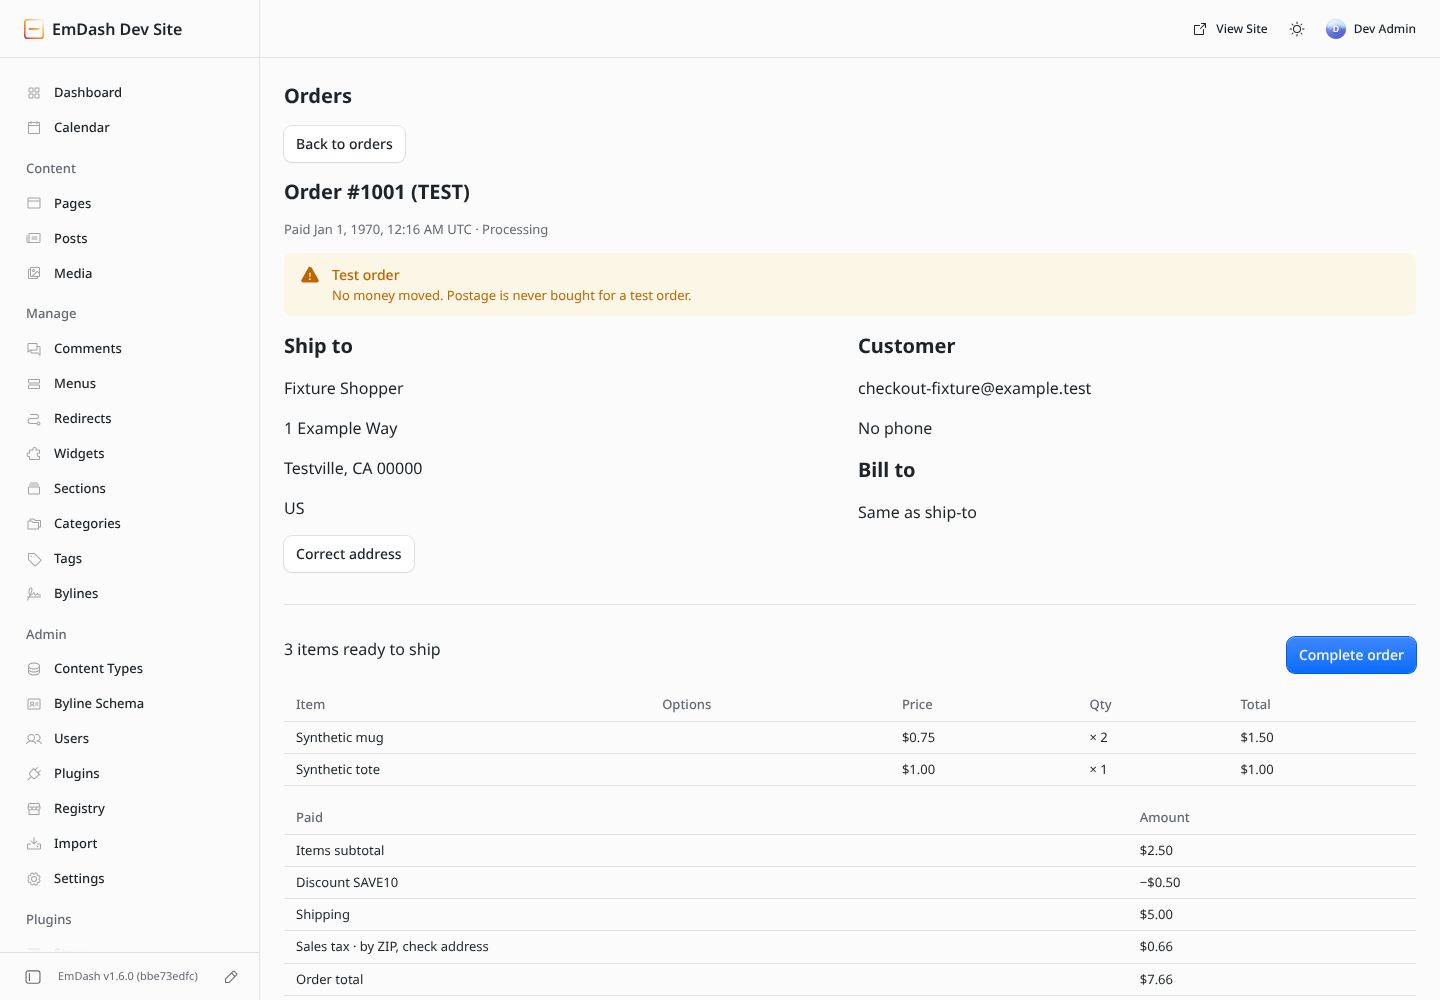 EmDash Dev Site
View Site
D
Dev Admin
Dashboard
Calendar
Content
Pages
Posts
Media
Manage
Comments
Menus
Redirects
Widgets
Sections
Categories
Tags
Bylines
Admin
Content Types
Byline Schema
Users
Plugins
Registry
Import
Settings
Plugins
EmDash v1.6.0 (bbe73edfc)
Orders
Back to orders
Order #1001 (TEST)
Paid Jan 1, 1970, 12:16 AM UTC · Processing
Test order
No money moved. Postage is never bought for a test order.
Ship to
Fixture Shopper
1 Example Way
Testville, CA 00000
US
Correct address
Customer
checkout-fixture@example.test
No phone
Bill to
Same as ship-to
3 items ready to ship
Complete order
Item Options Price Qty Total
Synthetic mug $0.75 × 2 $1.50
Synthetic tote $1.00 × 1 $1.00
Paid Amount
Items subtotal $2.50
Discount SAVE10 −$0.50
Shipping $5.00
Sales tax · by ZIP, check address $0.66
Order total $7.66